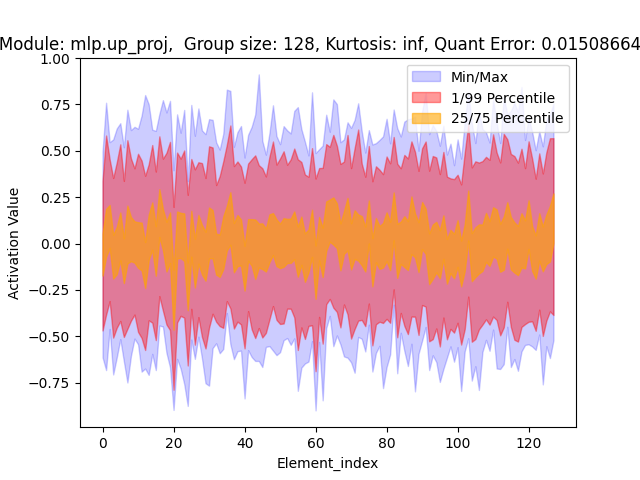 Module: mlp.up_proj,  Group size: 128, Kurtosis: inf, Quant Error: 0.01508664
1.00
0.75
0.50
0.25
0.00
−0.25
−0.50
−0.75
Activation Value
Min/Max
1/99 Percentile
25/75 Percentile
0 20 40 60 80 100 120
Element_index